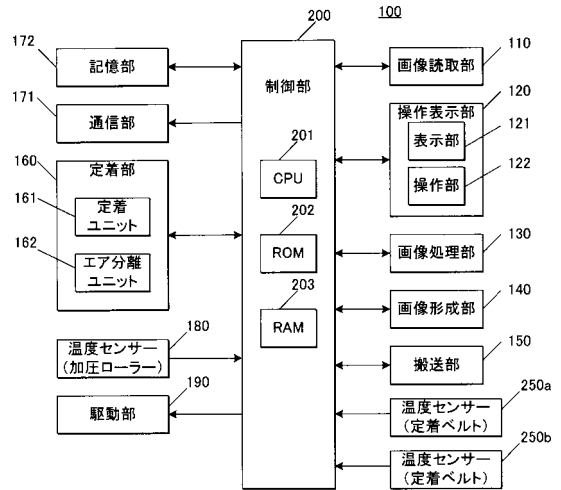 100
200
制御部
201
CPU
202
ROM
203
RAM
172
記憶部
171
通信部
160
定着部
161
定着
ユニット
162
エア分離
ユニット
180
温度センサー
(加圧ローラー)
190
駆動部
110
画像読取部
120
操作表示部
121
表示部
122
操作部
130
画像処理部
140
画像形成部
150
搬送部
250a
温度センサー
(定着ベルト)
250b
温度センサー
(定着ベルト)